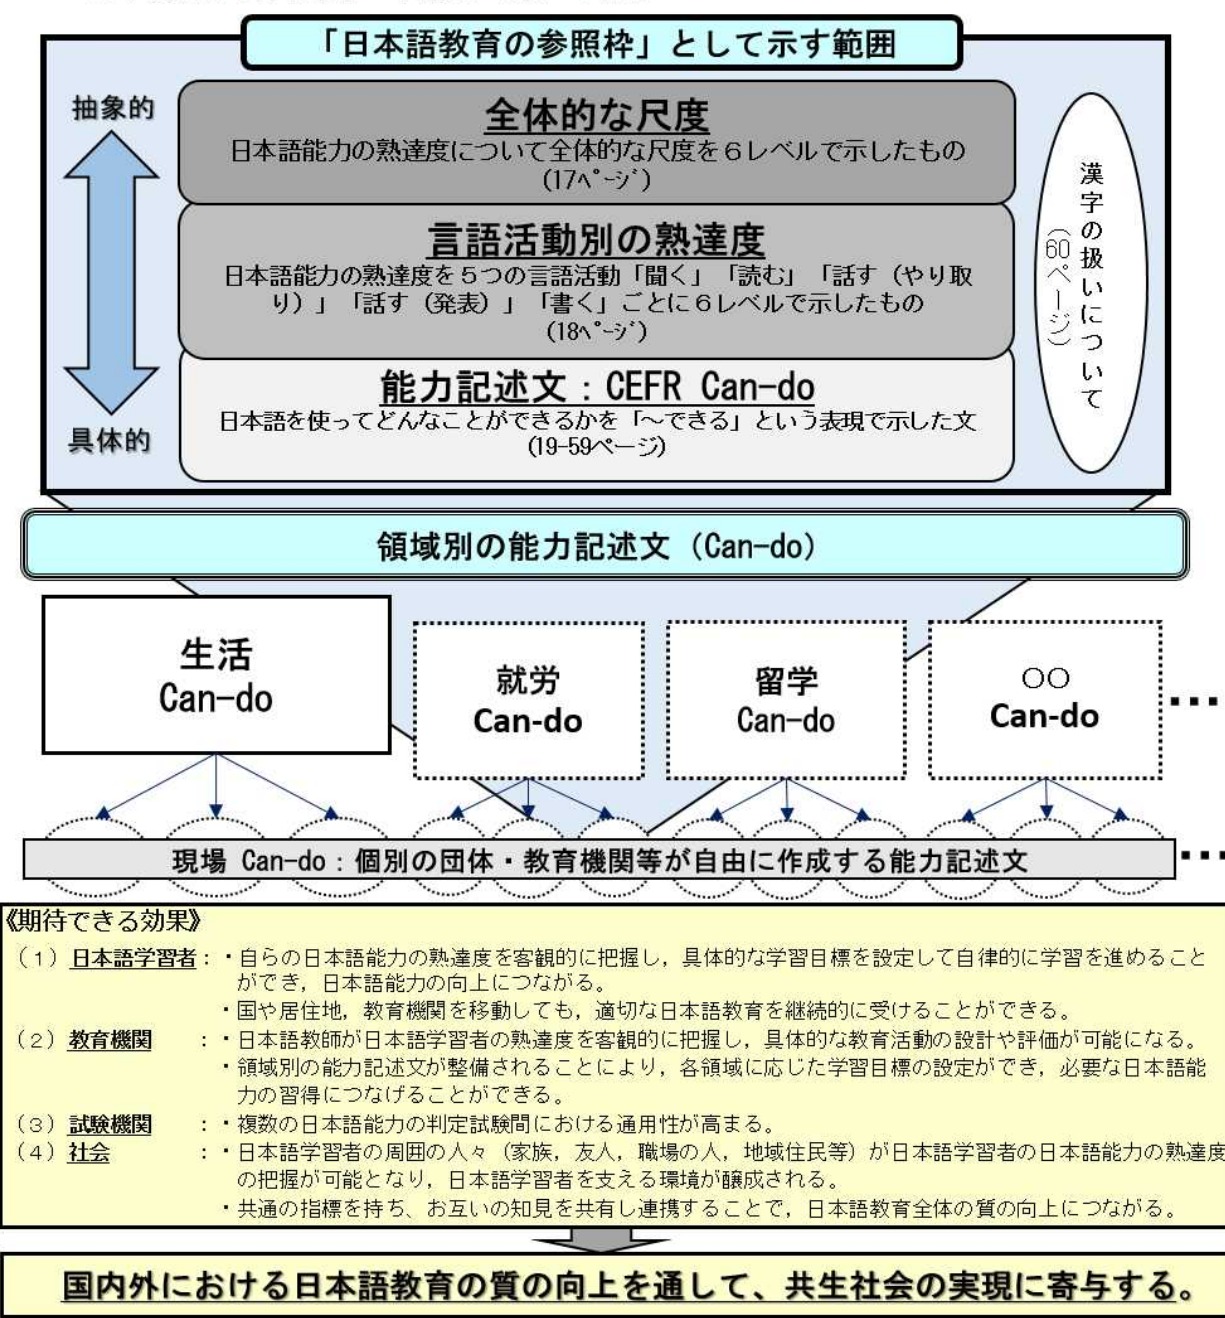 「日本語教育の参照枠」として示す範囲
抽象的
具体的
全体的な尺度
日本語能力の熟達度について全体的な尺度を６レベルで示したもの
(17ﾍﾟｰｼﾞ)
言語活動別の熟達度
日本語能力の熟達度を５つの言語活動「聞く」「読む」「話す（やり取
り）」「話す（発表）」「書く」ごとに６レベルで示したもの
(18ﾍﾟｰｼﾞ)
能力記述文：CEFR Can-do
日本語を使ってどんなことができるかを「～できる」という表現で示した文
(19-59ページ)
漢字の扱いについて
（60ページ）
領域別の能力記述文（Can-do）
生活
Can-do
就労
Can-do
留学
Can-do
○○
Can-do
…
現場 Can-do：個別の団体・教育機関等が自由に作成する能力記述文
…
《期待できる効果》
（１）日本語学習者：・自らの日本語能力の熟達度を客観的に把握し，具体的な学習目標を設定して自律的に学習を進めること
ができ，日本語能力の向上につながる。
・国や居住地，教育機関を移動しても，適切な日本語教育を継続的に受けることができる。
（２）教育機関　：・日本語教師が日本語学習者の熟達度を客観的に把握し，具体的な教育活動の設計や評価が可能になる。
・領域別の能力記述文が整備されることにより，各領域に応じた学習目標の設定ができ，必要な日本語能
力の習得につなげることができる。
（３）試験機関　：・複数の日本語能力の判定試験間における通用性が高まる。
（４）社会　：・日本語学習者の周囲の人々（家族，友人，職場の人，地域住民等）が日本語学習者の日本語能力の熟達度
の把握が可能となり，日本語学習者を支える環境が醸成される。
・共通の指標を持ち、お互いの知見を共有し連携することで，日本語教育全体の質の向上につながる。
国内外における日本語教育の質の向上を通して、共生社会の実現に寄与する。